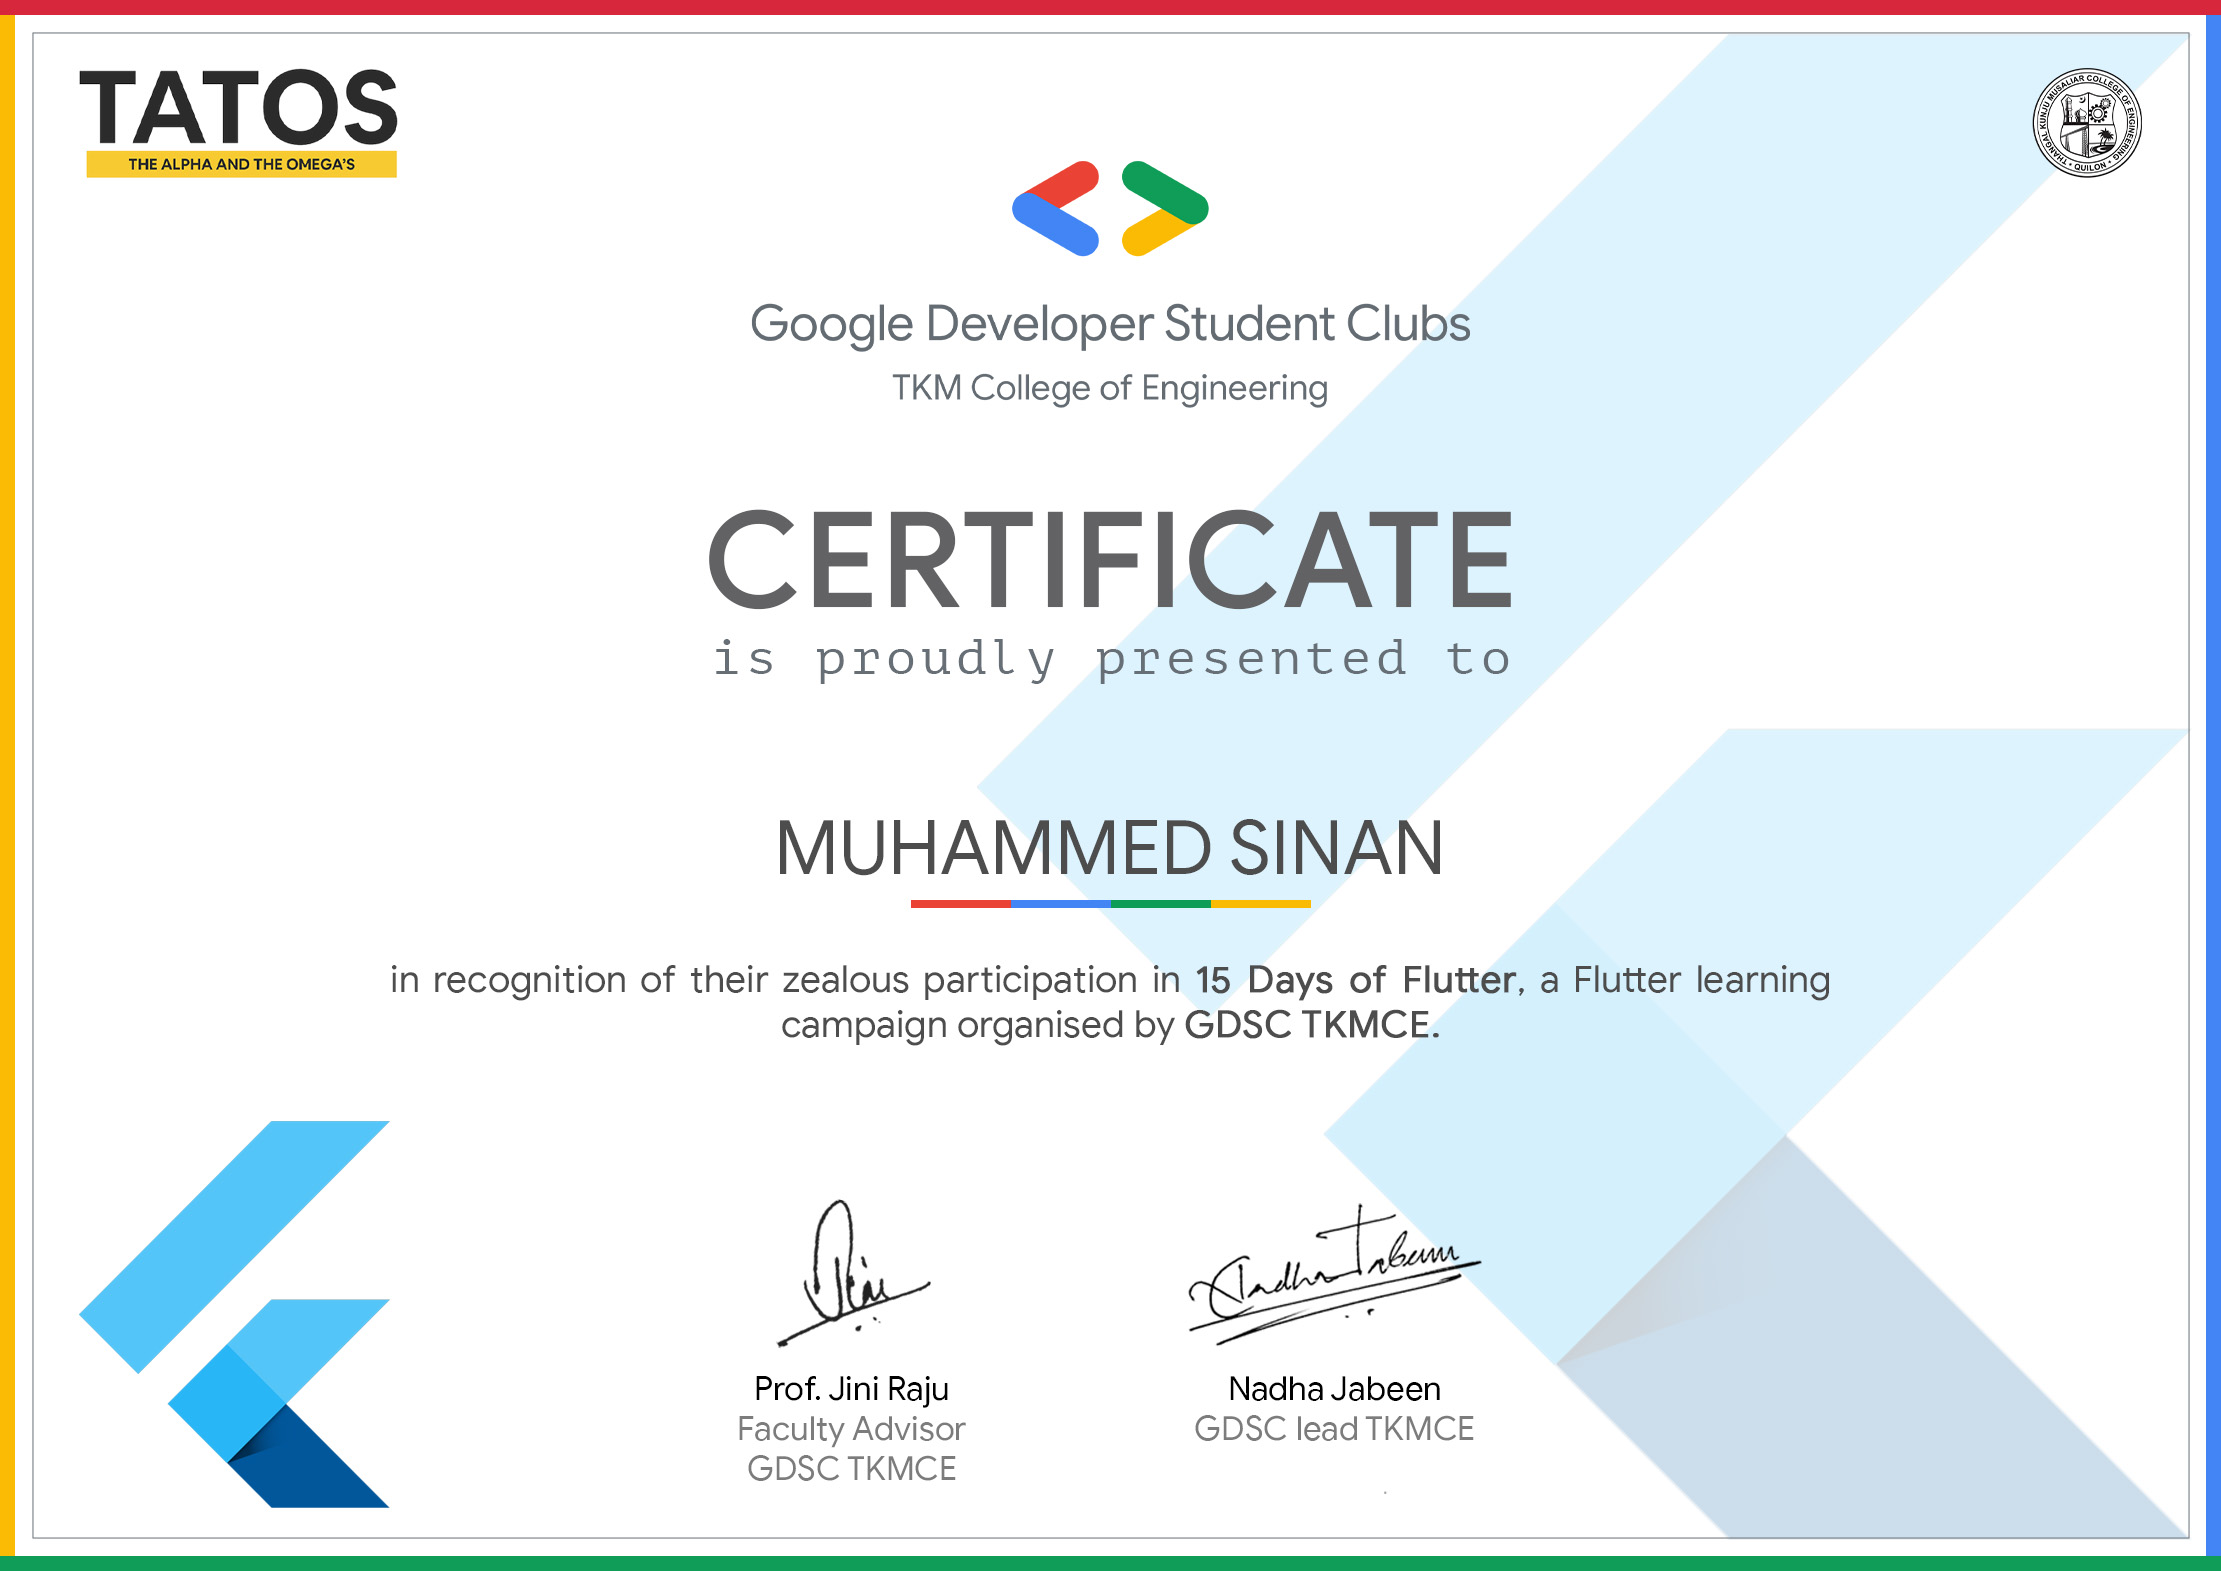 TATOS
THE ALPHA AND THE OMEGA'S
THANGAL KUNJU MUSALIAR COLLEGE OF ENGINEERING
• QUILON •
Google Developer Student Clubs
TKM College of Engineering
CERTIFICATE
is proudly presented to
MUHAMMED SINAN
in recognition of their zealous participation in 15 Days of Flutter, a Flutter learning
campaign organised by GDSC TKMCE.
Nadha Jabeen
Prof. Jini Raju
Nadha Jabeen
Faculty Advisor
GDSC lead TKMCE
GDSC TKMCE